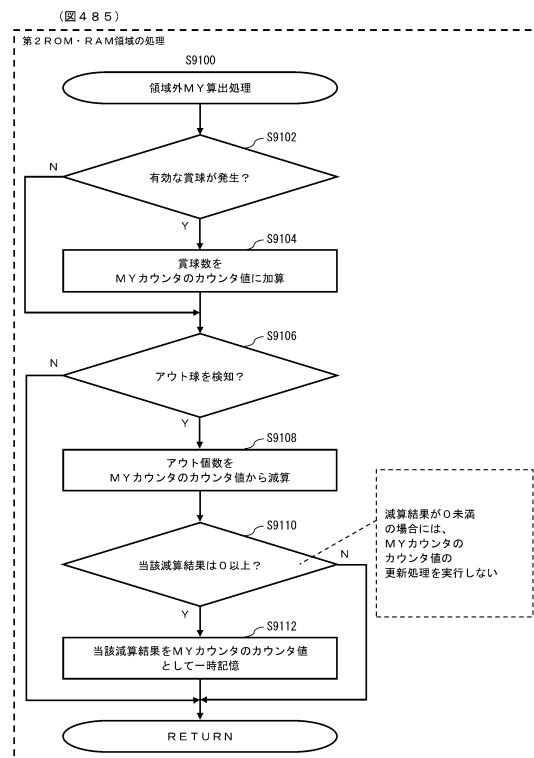 (図485)
第2ROM・RAM領域の処理
S9100
領域外MY算出処理
S9102
N
有効な賞球が発生?
Y
S9104
賞球数を
MYカウンタのカウンタ値に加算
S9106
N
アウト球を検知?
Y
S9108
アウト個数を
MYカウンタのカウンタ値から減算
減算結果が0未満
の場合には、
MYカウンタの
カウンタ値の
更新処理を実行しない
S9110
N
当該減算結果は0以上?
Y
S9112
当該減算結果をMYカウンタのカウンタ値
として一時記憶
RETURN